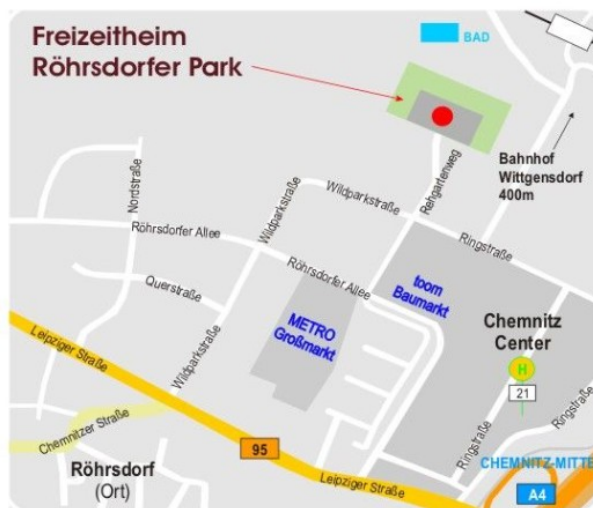 Freizeitheim
Röhrsdorfer Park
BAD
Bahnhof
Wittgensdorf
400m
Nordstraße
Wildparkstraße
Wildparkstraße
Rehgartenweg
Röhrsdorfer Allee
Ringstraße
Röhrsdorfer Allee
toom
Baumarkt
Querstraße
METRO
Großmarkt
Chemnitz
Center
H
21
Leipziger Straße
Wildparkstraße
Chemnitzer Straße
Ringstraße
Ringstraße
95
Röhrsdorf
(Ort)
Leipziger Straße
CHEMNITZ-MITTE
A4